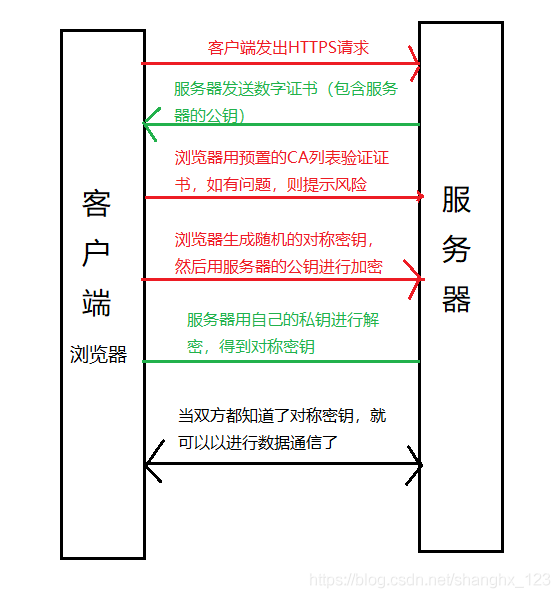 客户端发出HTTPS请求
服务器发送数字证书（包含服务
器的公钥）
浏览器用预置的CA列表验证证
书，如有问题，则提示风险
浏览器生成随机的对称密钥，
然后用服务器的公钥进行加密
服务器用自己的私钥进行解
密，得到对称密钥
当双方都知道了对称密钥，就
可以以进行数据通信了
客
户
端
浏览器
服
务
器
https://blog.csdn.net/shanghx_123